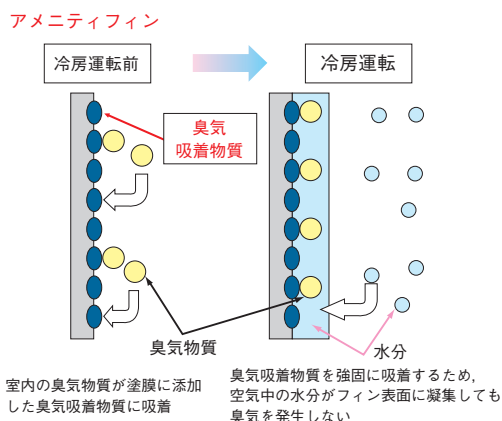 アメニティフィン
冷房運転前
冷房運転
臭気
吸着物質
臭気物質
水分
室内の臭気物質が塗膜に添加
した臭気吸着物質に吸着
臭気吸着物質を強固に吸着するため,
空気中の水分がフィン表面に凝集しても
臭気を発生しない